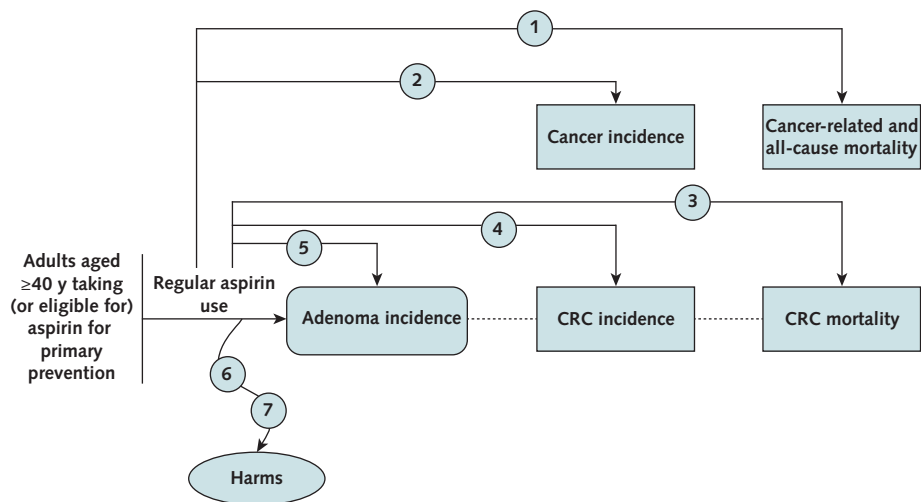 1
2
Cancer incidence
Cancer-related and
all-cause mortality
3
4
5
Adults aged
≥40 y taking
(or eligible for)
aspirin for
primary
prevention
Regular aspirin
use
Adenoma incidence
CRC incidence
CRC mortality
6
7
Harms